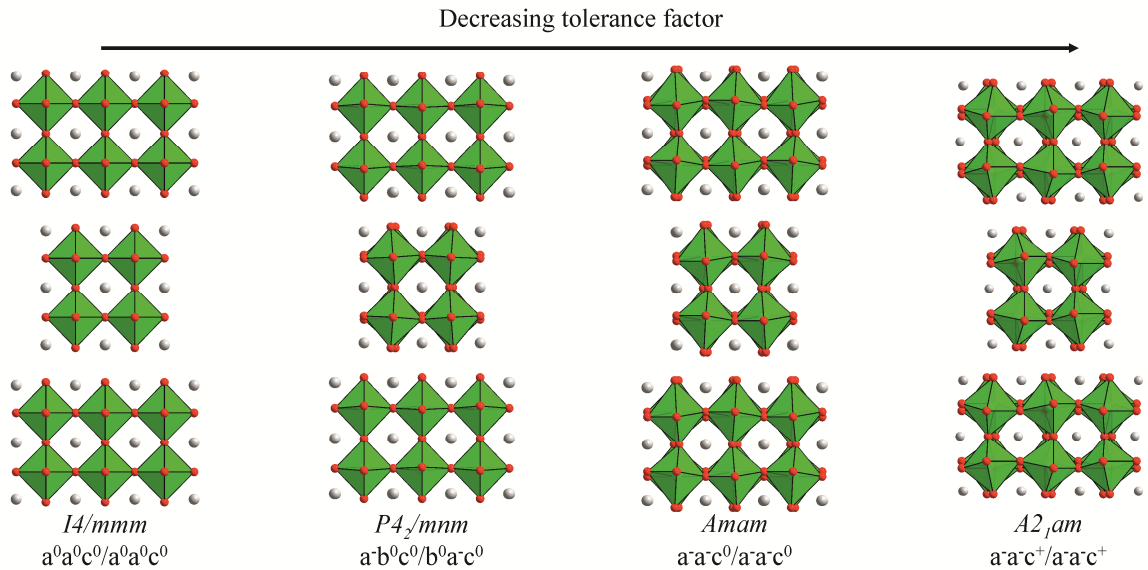 Decreasing tolerance factor
I4/mmm P4₂/mnm Amam A2₁am
a⁰a⁰c⁰/a⁰a⁰c⁰ a⁻b⁰c⁰/b⁰a⁻c⁰ a⁻a⁻c⁰/a⁻a⁻c⁰ a⁻a⁻c⁺/a⁻a⁻c⁺